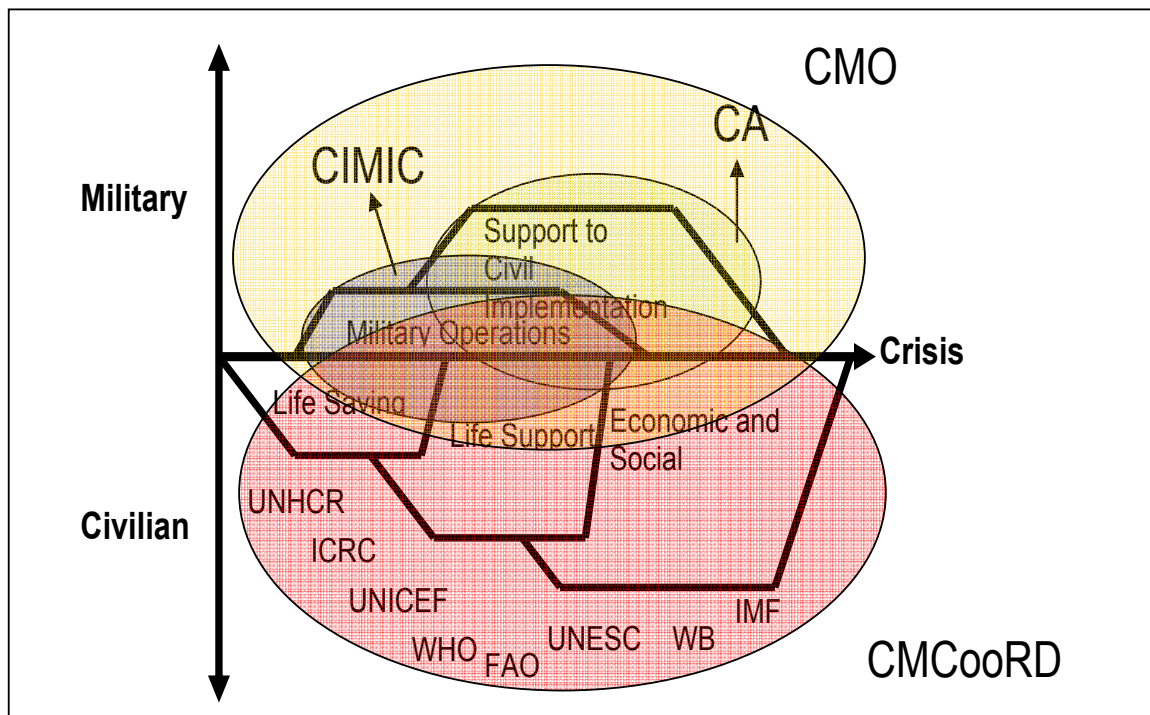 CMO
CA
CIMIC
Military
Support to
Civil
Implementation
Military Operations
Crisis
Life Saving
Life Support
Economic and
Social
UNHCR
Civilian
ICRC
UNICEF
IMF
UNESC
WB
WHO
FAO
CMCooRD